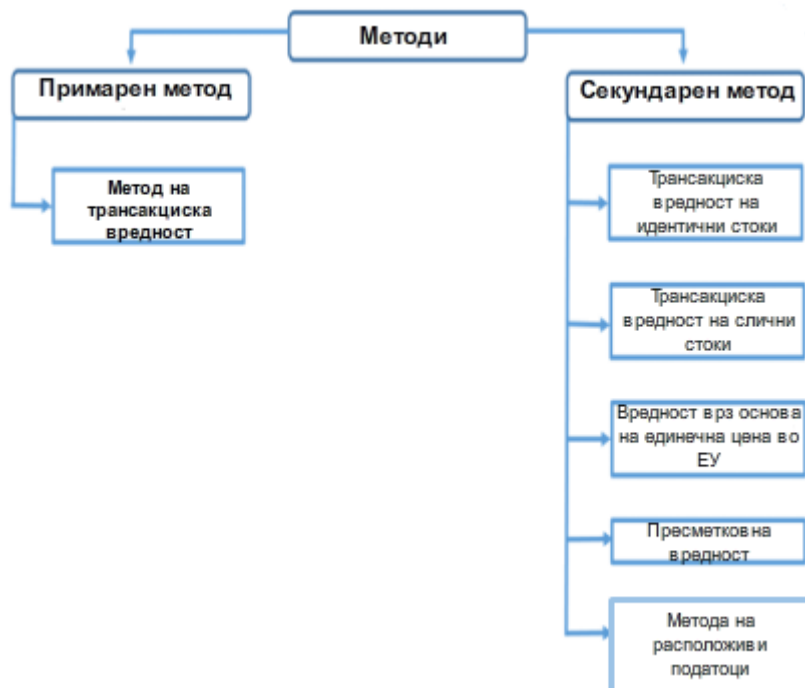 Методи
Примарен метод
Метод на
трансакциска
вредност
Секундарен метод
Трансакциска
вредност на
идентични стоки
Трансакциска
вредност на слични
стоки
Вредност врз основа
на единечна цена во
ЕУ
Пресметковна
вредност
Метода на
расположиви
податоци